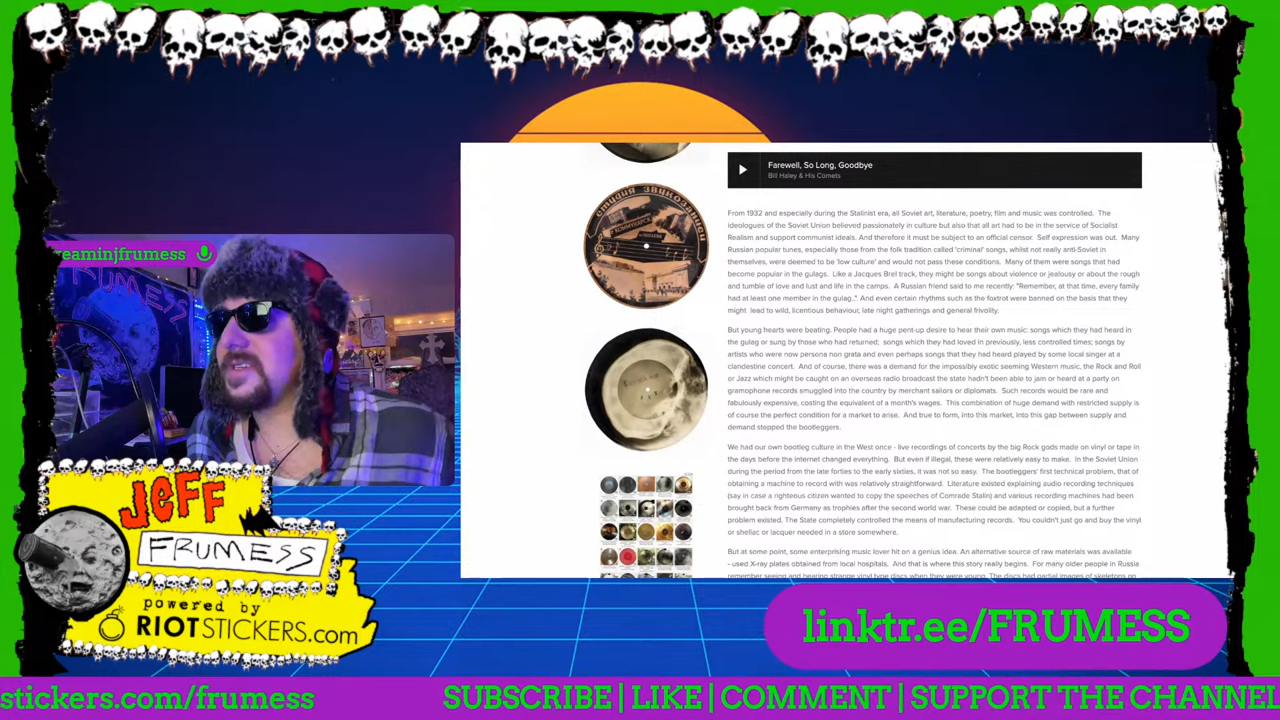 Farewell, So Long, Goodbye
Bill Haley & His Comets
СТУДИЯ ЗВУКОЗАПИСИ
From 1932 and especially during the Stalinist era, all Soviet art, literature, poetry, film and music was controlled. The
ideologues of the Soviet Union believed passionately in culture but also that all art had to be in the service of Socialist
Realism and support communist ideals. And therefore it must be subject to an official censor. Self expression was out. Many
Russian popular tunes, especially those from the folk tradition called 'criminal' songs, whilst not really anti-Soviet in
themselves, were deemed to be 'low culture' and would not pass these conditions. Many of them were songs that had
become popular in the gulags. Like a Jacques Brel track, they might be songs about violence or jealousy or about the rough
and tumble of love and lust and life in the camps. A Russian friend said to me recently: "Remember, at that time, every family
had at least one member in the gulag.." And even certain rhythms such as the foxtrot were banned on the basis that they
might lead to wild, licentious behaviour, late night gatherings and general frivolity.
But young hearts were beating. People had a huge pent-up desire to hear their own music: songs which they had heard in
the gulag or sung by those who had returned; songs which they had loved in previously, less controlled times; songs by
artists who were now persona non grata and even perhaps songs that they had heard played by some local singer at a
clandestine concert. And of course, there was a demand for the impossibly exotic seeming Western music, the Rock and Roll
or Jazz which might be caught on an overseas radio broadcast the state hadn't been able to jam or heard at a party on
gramophone records smuggled into the country by merchant sailors or diplomats. Such records would be rare and
fabulously expensive, costing the equivalent of a month's wages. This combination of huge demand with restricted supply is
of course the perfect condition for a market to arise. And true to form, into this market, into this gap between supply and
demand stepped the bootleggers.
We had our own bootleg culture in the West once - live recordings of concerts by the big Rock gods made on vinyl or tape in
the days before the internet changed everything. But even if illegal, these were relatively easy to make. In the Soviet Union
during the period from the late forties to the early sixties, it was not so easy. The bootleggers' first technical problem, that of
obtaining a machine to record with was relatively straightforward. Literature existed explaining audio recording techniques
(say in case a righteous citizen wanted to copy the speeches of Comrade Stalin) and various recording machines had been
brought back from Germany as trophies after the second world war. These could be adapted or copied, but a further
problem existed. The State completely controlled the means of manufacturing records. You couldn't just go and buy the vinyl
or shellac or lacquer needed in a store somewhere.
But at some point, some enterprising music lover hit on a genius idea. An alternative source of raw materials was available
- used X-ray plates obtained from local hospitals. And that is where this story really begins. For many older people in Russia
remember seeing and hearing strange vinyl type discs when they were young. The discs had partial images of skeletons on
reaminjfrumess
FRUMESS
JEFF
FRUMESS
powered by
RIOTSTICKERS.com
linktr.ee/FRUMESS
stickers.com/frumess SUBSCRIBE | LIKE | COMMENT | SUPPORT THE CHANNEL